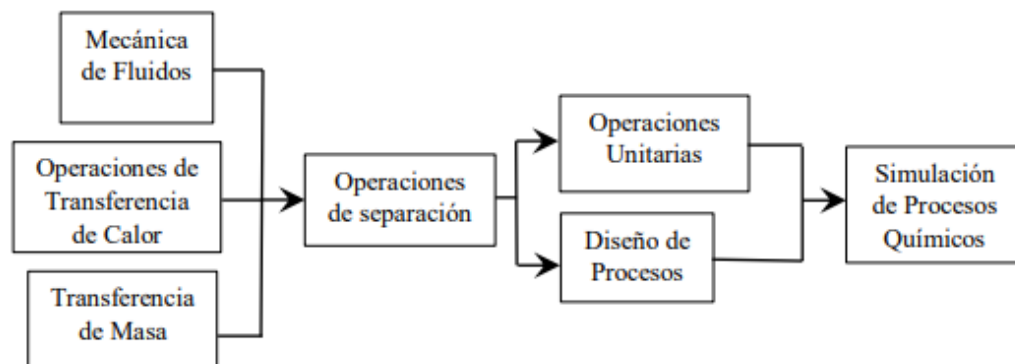 Mecánica
de Fluidos
Operaciones de
Transferencia
de Calor
Transferencia
de Masa
Operaciones
de separación
Operaciones
Unitarias
Diseño de
Procesos
Simulación
de Procesos
Químicos